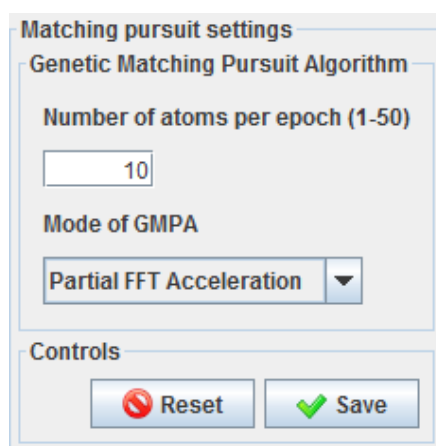 Matching pursuit settings
Genetic Matching Pursuit Algorithm
Number of atoms per epoch (1-50)
10
Mode of GMPA
Partial FFT Acceleration
Controls
Reset Save